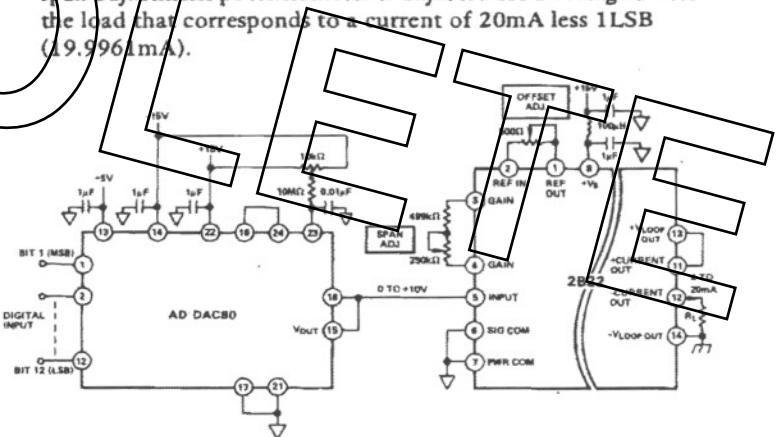 the load that corresponds to a current of 20mA less 1LSB
(19.9961mA).
OBSOLETE
15V
+15V
10kΩ
10MΩ
0.01μF
-5V
1μF
1μF
1μF
13
14
22
16
24
23
BIT 1 (MSB)
1
2
DIGITAL
INPUT
12
BIT 12 (LSB)
AD DAC80
18
VOUT
15
17
21
0 TO +10V
SPAN
ADJ
499kΩ
250kΩ
OFFSET
ADJ
500Ω
+15V
1μF
100μH
1μF
2
1
8
REF IN
REF
OUT
+VS
3
GAIN
4
GAIN
5
INPUT
6
SIG COM
7
PWR COM
2B22
+VLOOP
OUT
13
+CURRENT
OUT
11
-CURRENT
OUT
12
0 TO
20mA
RL
-VLOOP OUT
14